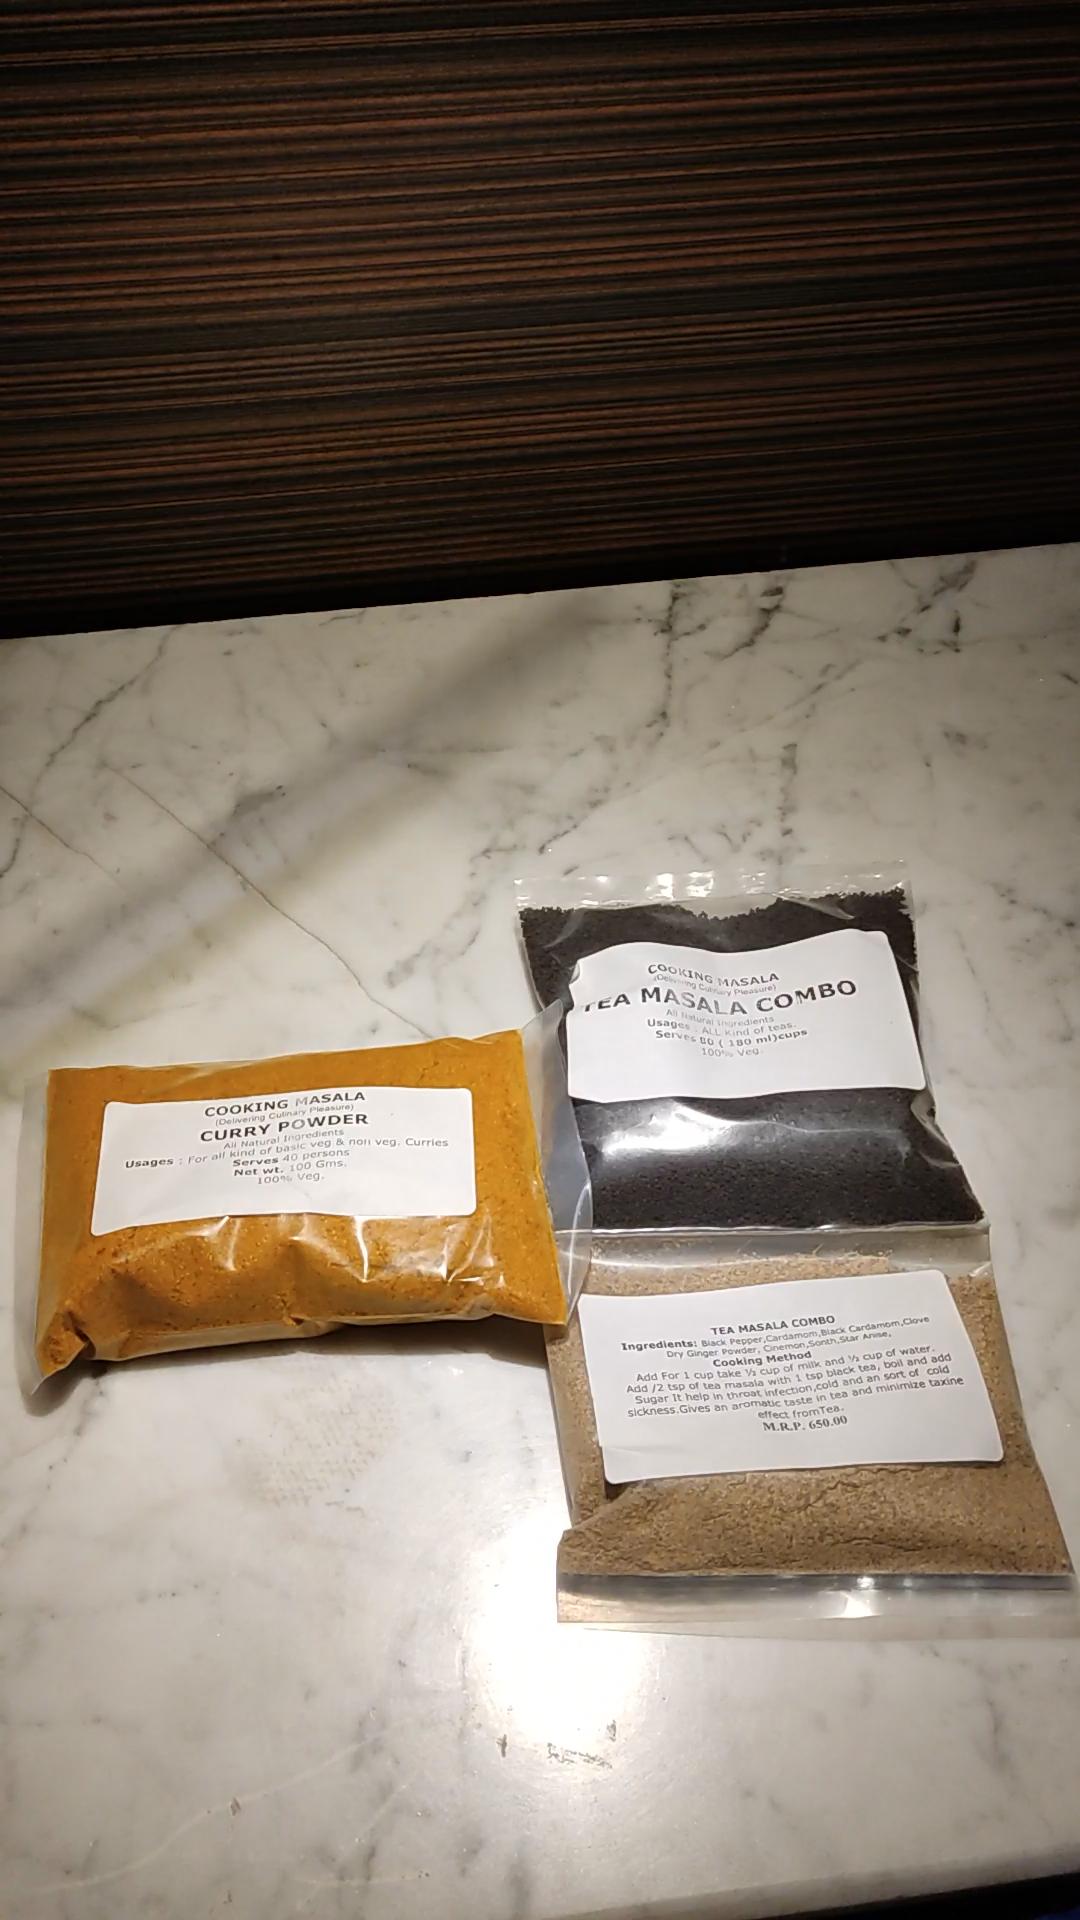 COOKING MASALA
(Delivering Culinary Pleasure)
CURRY POWDER
All Natural Ingredients
Usages : For all kind of basic veg & non veg. Curries
Serves 40 persons
Net wt. 100 Gms.
100% Veg.
COOKING MASALA
(Delivering Culinary Pleasure)
TEA MASALA COMBO
All Natural Ingredients
Usages : ALL Kind of teas.
Serves 80 ( 180 ml)cups
100% Veg.
TEA MASALA COMBO
Ingredients: Black Pepper,Cardamom,Black Cardamom,Clove
Dry Ginger Powder, Cinemon,Sonth,Star Anise,
Cooking Method
Add For 1 cup take ½ cup of milk and ½ cup of water.
Add /2 tsp of tea masala with 1 tsp black tea, boil and add
Sugar It help in throat infection,cold and an sort of cold
sickness.Gives an aromatic taste in tea and minimize taxine
effect fromTea.
M.R.P. 650.00